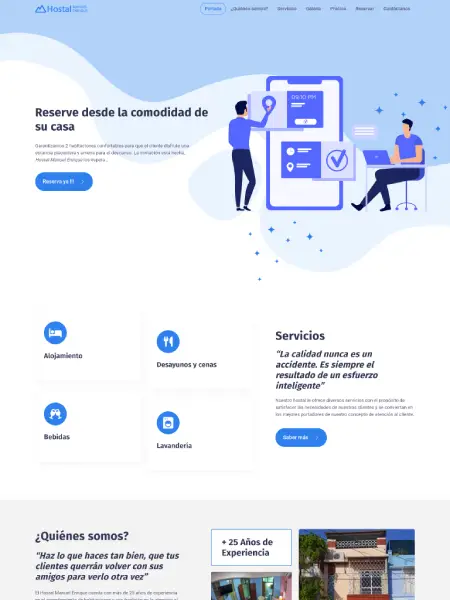 Hostal MANUEL ENRIQUE
Portada ¿Quiénes somos? Servicios Galería Precios Reservar Contáctanos
09:10 PM
Reserve desde la comodidad de
su casa
Garantizamos 2 habitaciones confortables para que el cliente disfrute una
estancia placentera y amena para el descanso. La invitación está hecha,
Hostal Manuel Enrique los espera...
Reserva ya !!!
Alojamiento
Desayunos y cenas
Bebidas
Lavandería
Servicios
“La calidad nunca es un
accidente. Es siempre el
resultado de un esfuerzo
inteligente”
Nuestro hostal le ofrece diversos servicios con el propósito de
satisfacer las necesidades de nuestros clientes y se conviertan en
los mejores portadores de nuestro concepto de atención al cliente.
Saber más
¿Quiénes somos?
“Haz lo que haces tan bien, que tus
clientes querrán volver con sus
amigos para verlo otra vez”
El Hostal Manuel Enrique cuenta con más de 25 años de experiencia
+ 25 Años de
Experiencia